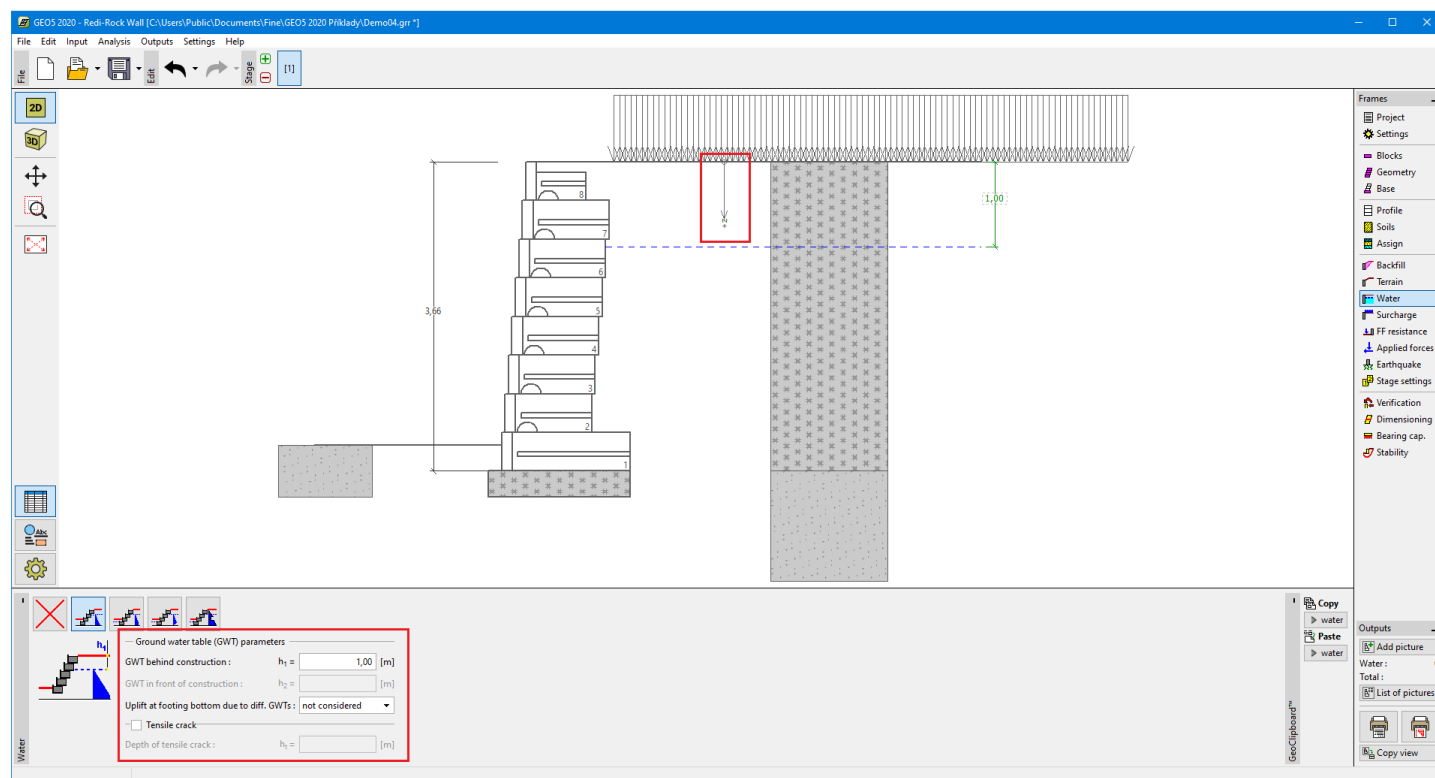 GEO5 2020 - Redi-Rock Wall [C:\Users\Public\Documents\Fine\GEO5 2020 Příklady\Demo04.grr *]
File Edit Input Analysis Outputs Settings Help
File
Edit
Stage
[1]
2D
3D
Abc
3,66
8
7
6
5
4
3
2
1
+z
1,00
Frames
Project
Settings
Blocks
Geometry
Base
Profile
Soils
Assign
Backfill
Terrain
Water
Surcharge
FF resistance
Applied forces
Earthquake
Stage settings
Verification
Dimensioning
Bearing cap.
Stability
Water
h₁
Ground water table (GWT) parameters
GWT behind construction : h₁ = 1,00 [m]
GWT in front of construction : h₂ = [m]
Uplift at footing bottom due to diff. GWTs : not considered
Tensile crack
Depth of tensile crack : hₜ = [m]
GeoClipboard™
Copy
water
Paste
water
Outputs
Add picture
Water :
Total :
List of pictures
Copy view